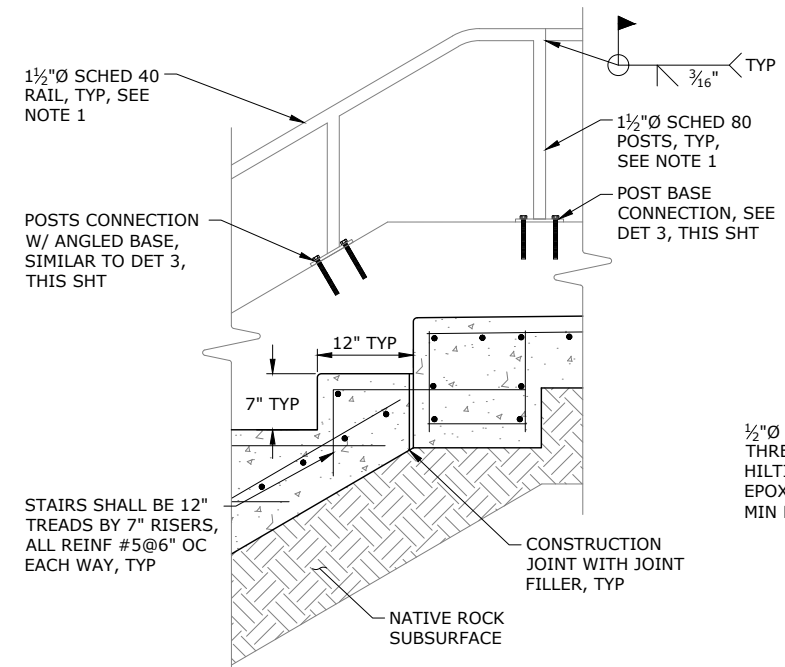 1½"Ø SCHED 40
RAIL, TYP, SEE
NOTE 1
3/16"
TYP
1½"Ø SCHED 80
POSTS, TYP,
SEE NOTE 1
POST BASE
CONNECTION, SEE
DET 3, THIS SHT
POSTS CONNECTION
W/ ANGLED BASE,
SIMILAR TO DET 3,
THIS SHT
12" TYP
7" TYP
STAIRS SHALL BE 12"
TREADS BY 7" RISERS,
ALL REINF #5@6" OC
EACH WAY, TYP
CONSTRUCTION
JOINT WITH JOINT
FILLER, TYP
NATIVE ROCK
SUBSURFACE
½"Ø
THRE
HILTI
EPOX
MIN